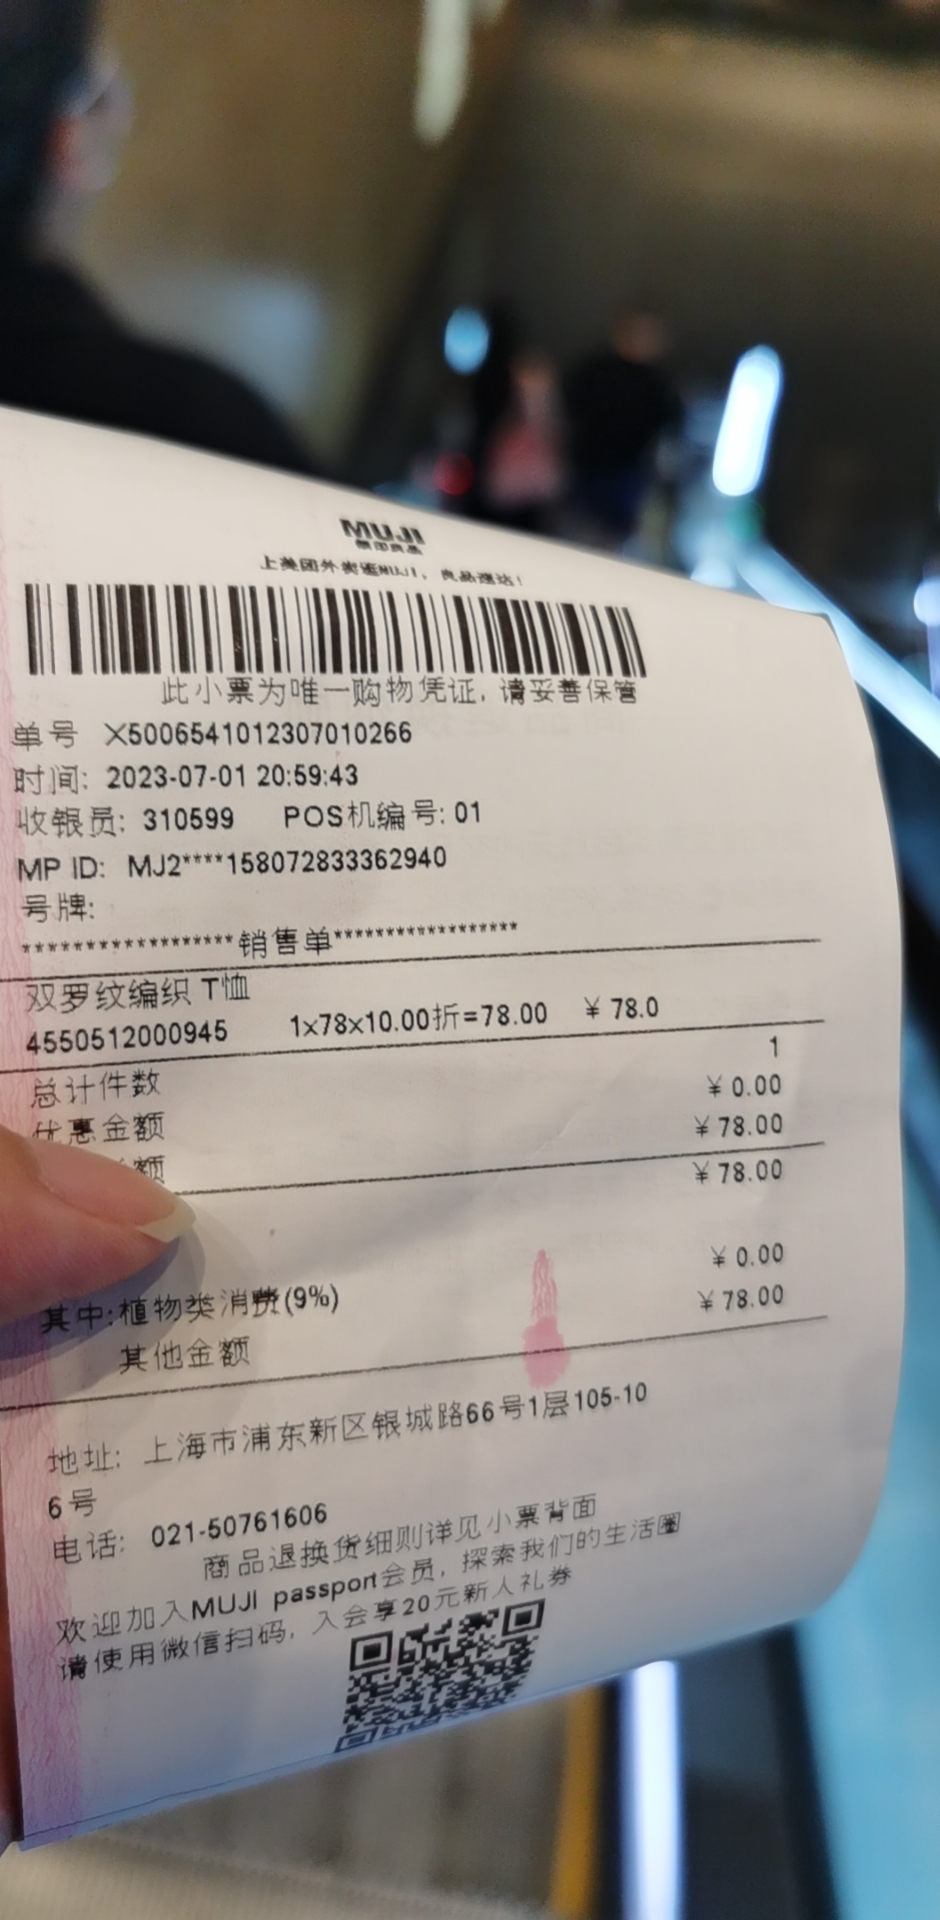 MUJI
無印良品
上美团外卖逛MUJI，良品速达！
此小票为唯一购物凭证，请妥善保管
单号 X5006541012307010266
时间: 2023-07-01 20:59:43
收银员: 310599 POS机编号: 01
MP ID: MJ2****158072833362940
号牌:
******************销售单******************
双罗纹编织 T恤
4550512000945 1x78x10.00折=78.00 ￥78.0
总计件数 1
优惠金额 ￥0.00
额 ￥78.00
￥78.00
其中:植物类消费(9%) ￥0.00
其他金额 ￥78.00
地址: 上海市浦东新区银城路66号1层105-10
6号
电话: 021-50761606
商品退换货细则详见小票背面
欢迎加入MUJI passport会员，探索我们的生活圈
请使用微信扫码，入会享20元新人礼券